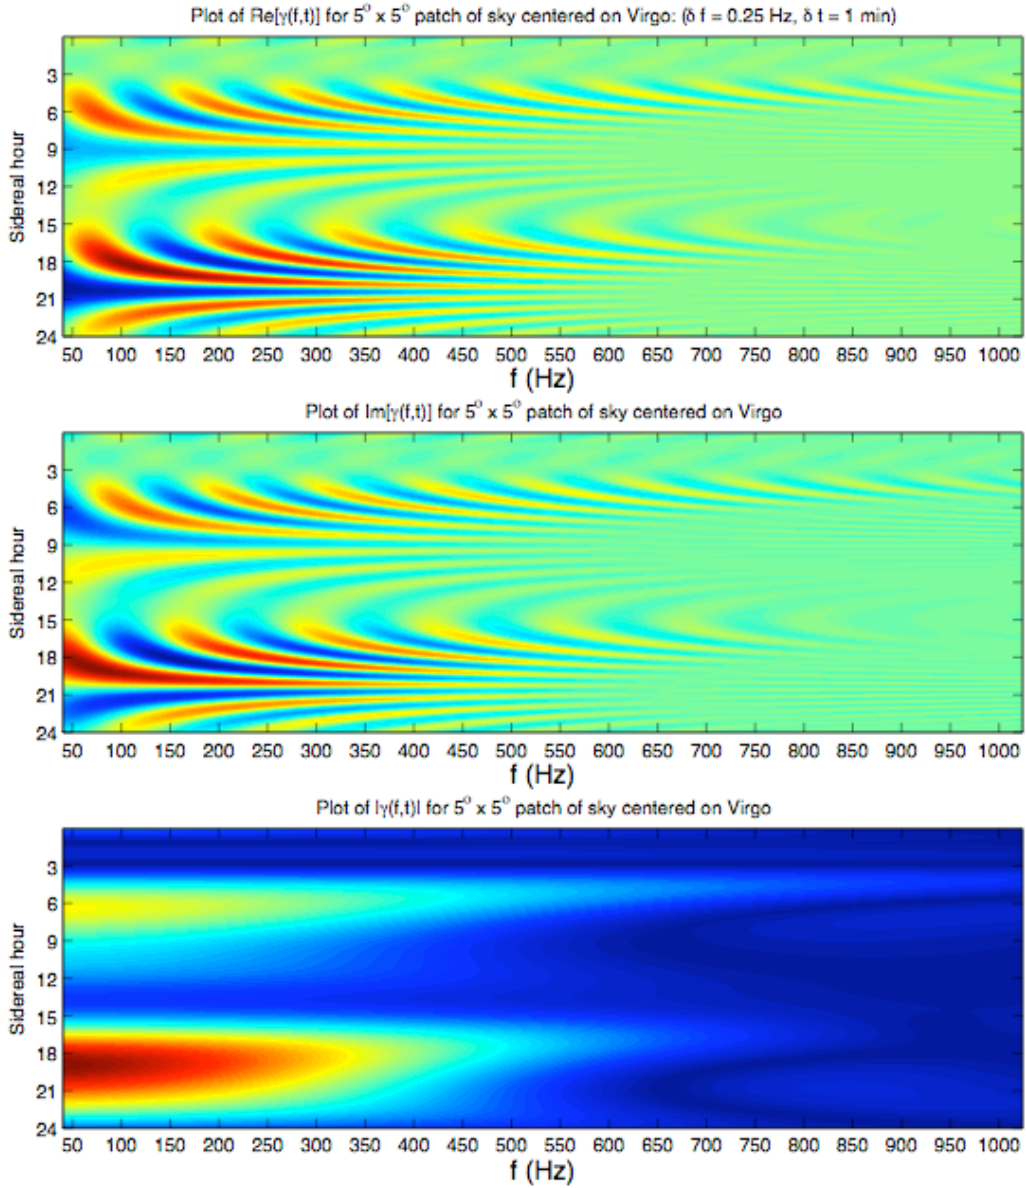 Plot of Re[γ(f,t)] for 5° x 5° patch of sky centered on Virgo: (δ f = 0.25 Hz, δ t = 1 min)
3
6
9
12
15
18
21
24
Sidereal hour
50 100 150 200 250 300 350 400 450 500 550 600 650 700 750 800 850 900 950 1000
f (Hz)
Plot of Im[γ(f,t)] for 5° x 5° patch of sky centered on Virgo
3
6
9
12
15
18
21
24
Sidereal hour
50 100 150 200 250 300 350 400 450 500 550 600 650 700 750 800 850 900 950 1000
f (Hz)
Plot of |γ(f,t)| for 5° x 5° patch of sky centered on Virgo
3
6
9
12
15
18
21
24
Sidereal hour
50 100 150 200 250 300 350 400 450 500 550 600 650 700 750 800 850 900 950 1000
f (Hz)